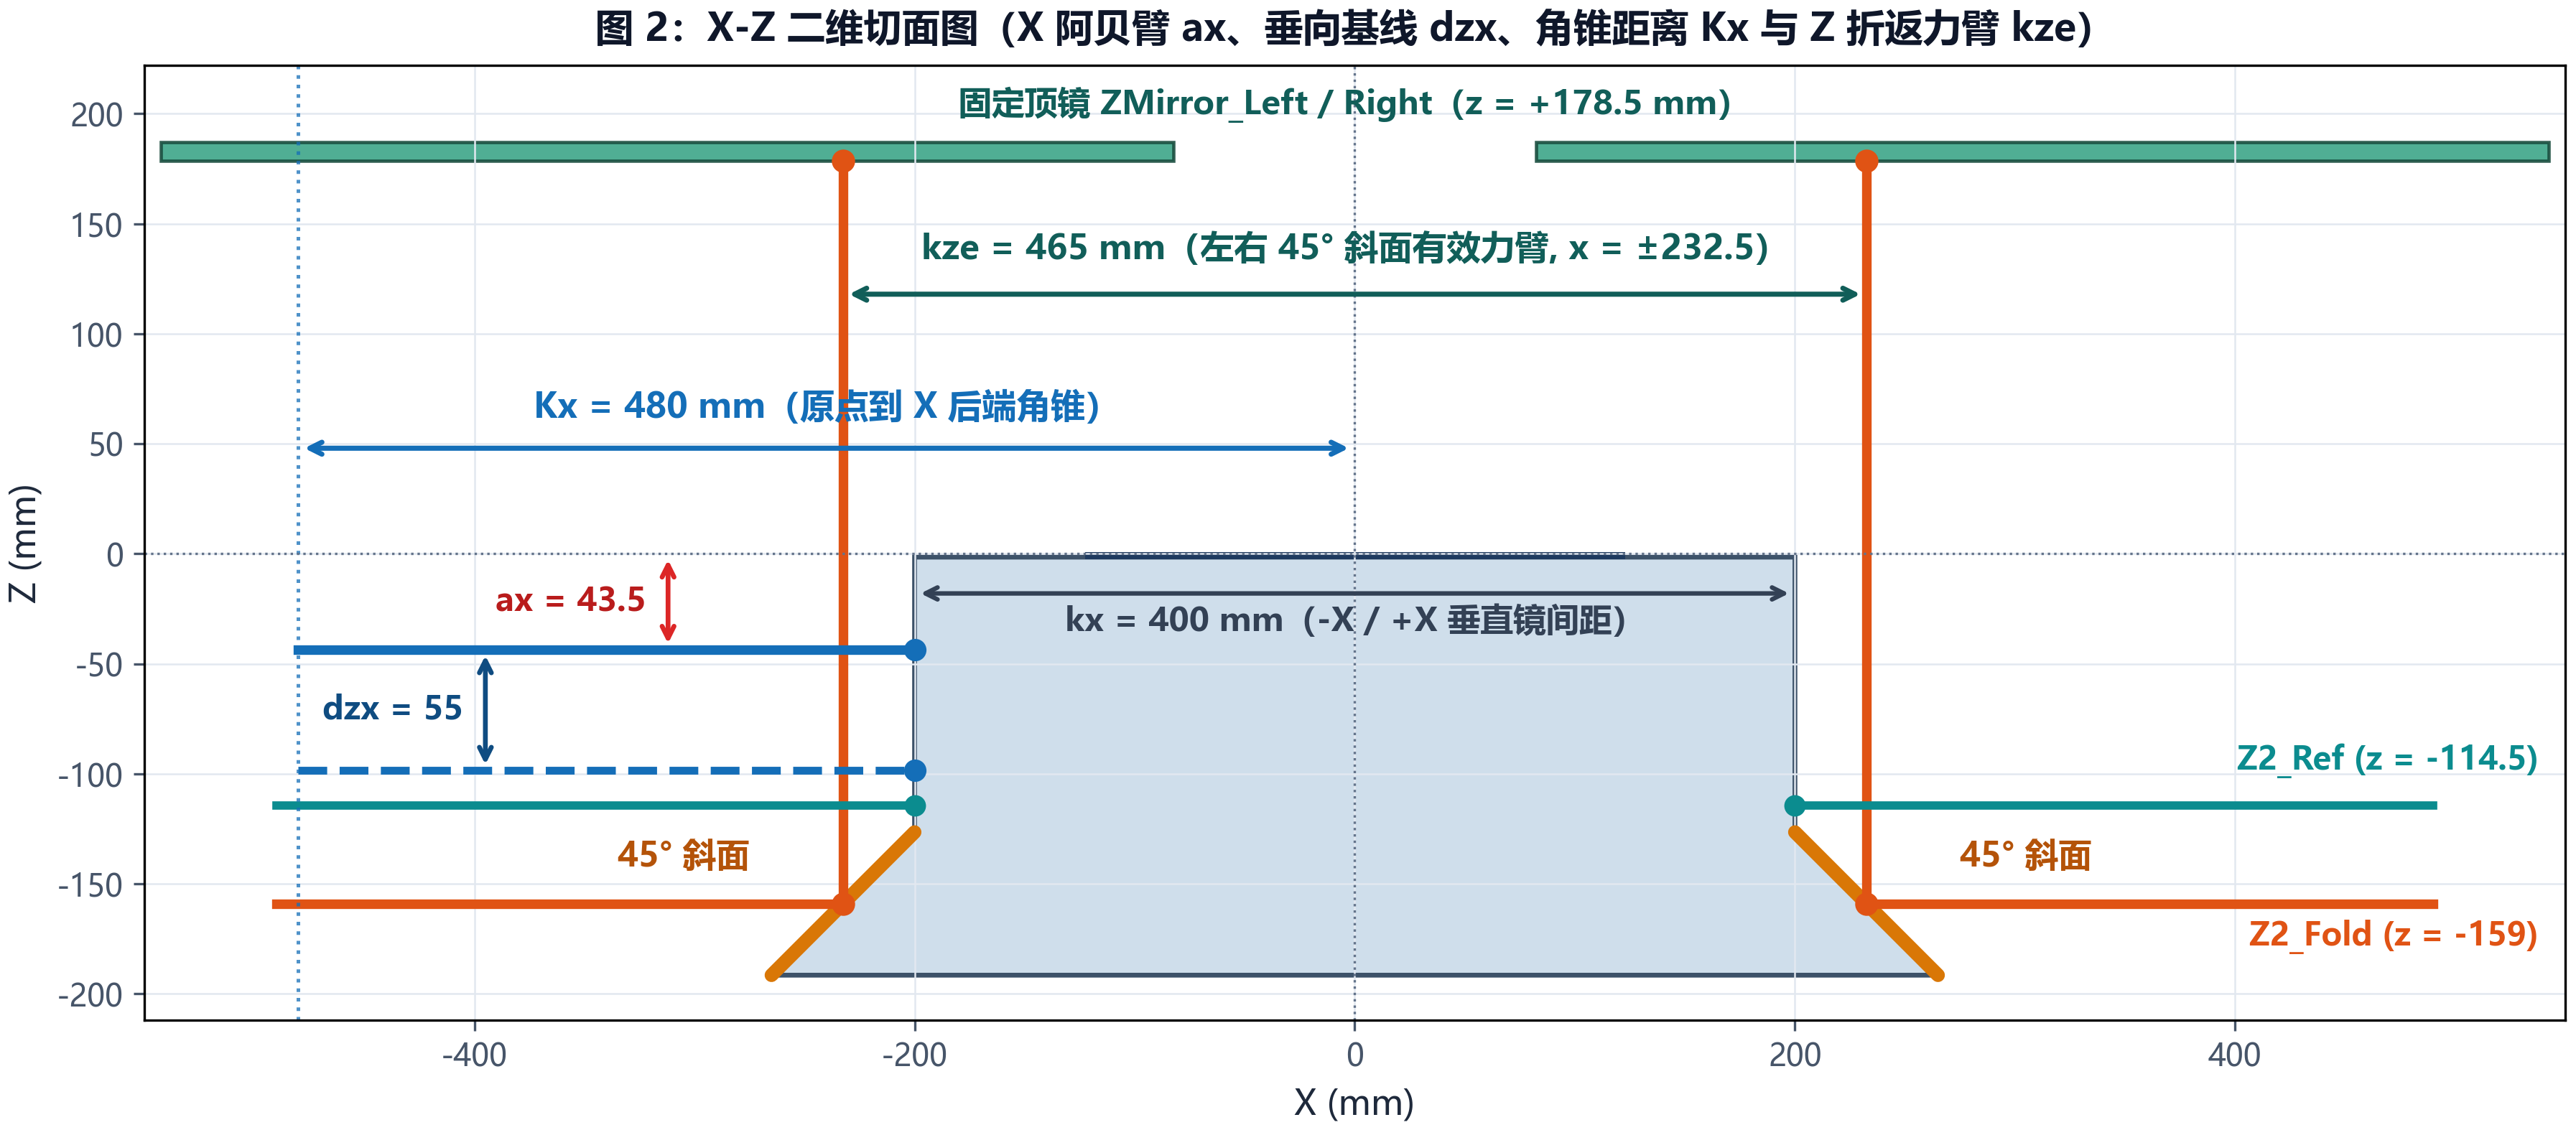 图 2：X-Z 二维切面图（X 阿贝臂 ax、垂向基线 dzx、角锥距离 Kx 与 Z 折返力臂 kze）
固定顶镜 ZMirror_Left / Right（z = +178.5 mm）
kze = 465 mm（左右 45° 斜面有效力臂, x = ±232.5）
Kx = 480 mm（原点到 X 后端角锥）
ax = 43.5
kx = 400 mm（-X / +X 垂直镜间距）
dzx = 55
Z2_Ref (z = -114.5)
45° 斜面
45° 斜面
Z2_Fold (z = -159)
Z (mm)
200
150
100
50
0
-50
-100
-150
-200
-400
-200
0
200
400
X (mm)